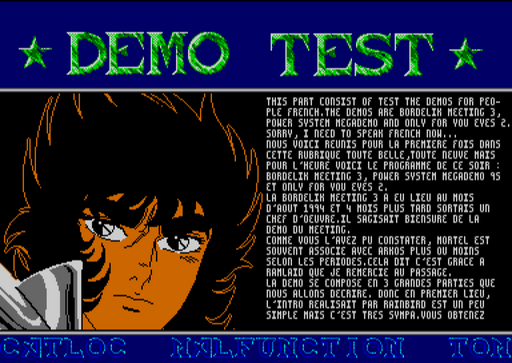 DEMO TEST
THIS PART CONSIST OF TEST THE DEMOS FOR PEO-
PLE FRENCH.THE DEMOS ARE BORDELIK MEETING 3,
POWER SYSTEM MEGADEMO AND ONLY FOR YOU EYES 2.
SORRY, I NEED TO SPEAK FRENCH NOW...
NOUS VOICI REUNIS POUR LA PREMIERE FOIS DANS
CETTE RUBRIQUE TOUTE BELLE,TOUTE NEUVE MAIS
POUR L'HEURE VOICI LE PROGRAMME DE CE SOIR :
BORDELIK MEETING 3, POWER SYSTEM MEGADEMO 95
ET ONLY FOR YOU EYES 2.
LA BORDELIK MEETING 3 A EU LIEU AU MOIS
D'AOUT 1994 ET 4 MOIS PLUS TARD SORTAIS UN
CHEF D'OEUVRE.IL SAGISAIT BIENSURE DE LA
DEMO DU MEETING.
COMME VOUS L'AVEZ PU CONSTATER, MORTEL EST
SOUVENT ASSOCIE AVEC ARKOS PLUS OU MOINS
SELON LES PERIODES.CELA DIT C'EST GRACE A
RAMLAID QUE JE REMERCIE AU PASSAGE.
LA DEMO SE COMPOSE EN 3 GRANDES PARTIES QUE
NOUS ALLONS DECRIRE. DONC EN PREMIER LIEU,
L'INTRO REALISAIT PAR RAINBIRD EST UN PEU
SIMPLE MAIS C'EST TRES SYMPA.VOUS OBTENEZ
CATLOC MALFUNCTION TOM